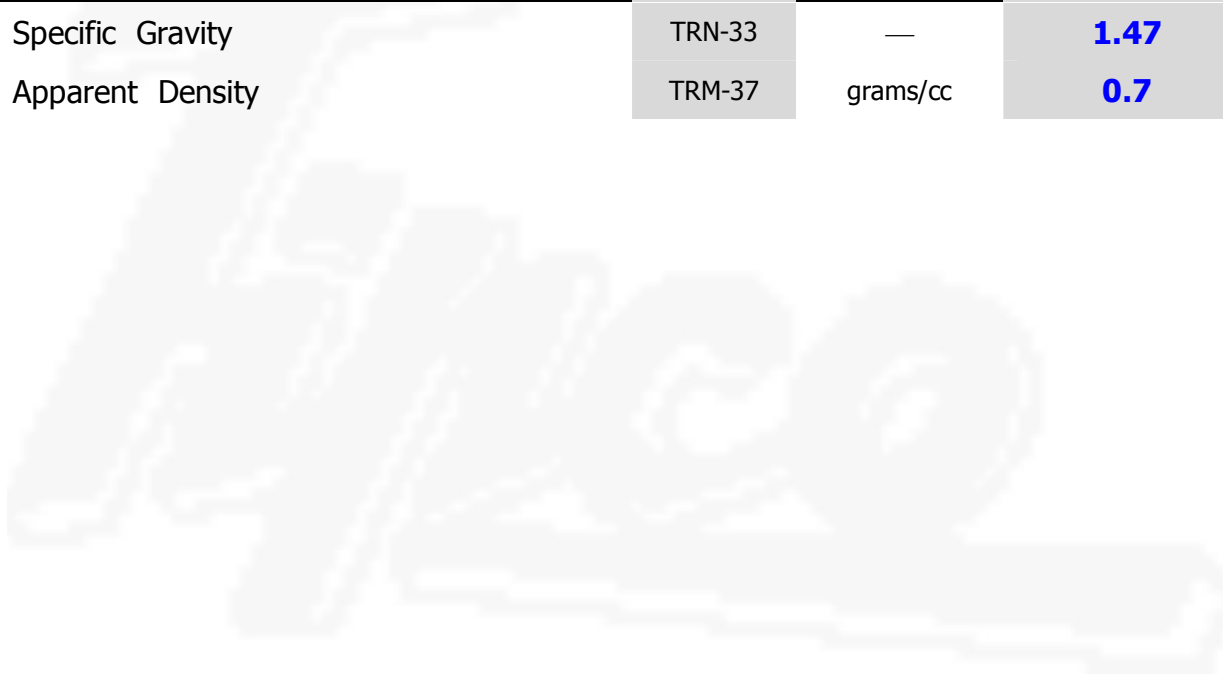 Specific Gravity TRN-33 — 1.47
Apparent Density TRM-37 grams/cc 0.7
Hyco